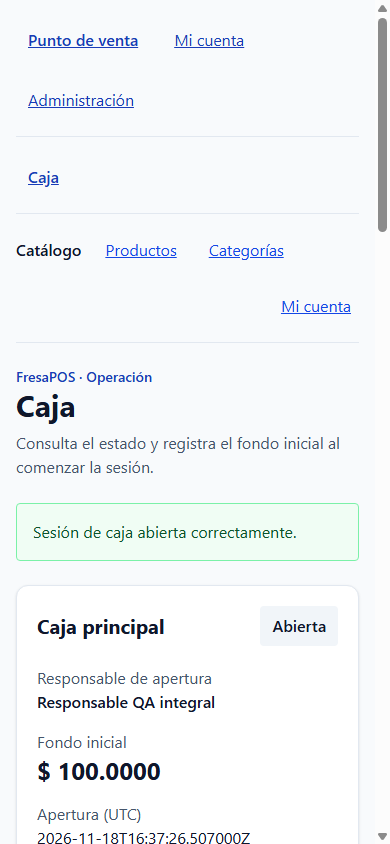 Punto de venta Mi cuenta
Administración
Caja
Catálogo Productos Categorías
Mi cuenta
FresaPOS · Operación
Caja
Consulta el estado y registra el fondo inicial al
comenzar la sesión.
Sesión de caja abierta correctamente.
Caja principal Abierta
Responsable de apertura
Responsable QA integral
Fondo inicial
$ 100.0000
Apertura (UTC)
2026-11-18T16:37:26.507000Z